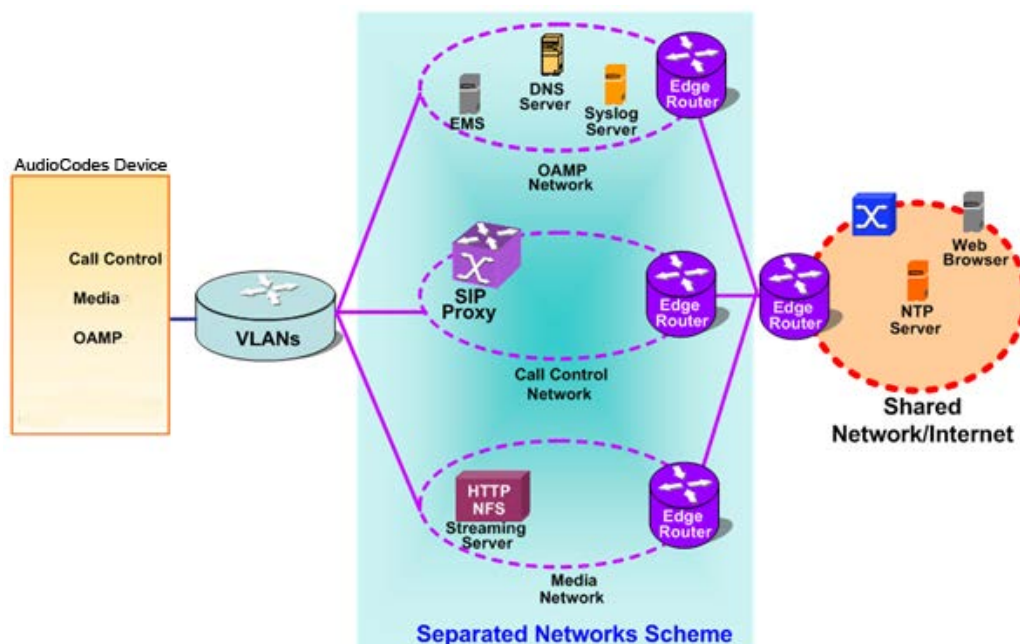 AudioCodes Device
Call Control
Media
OAMP
VLANs
EMS
DNS
Server
Syslog
Server
Edge
Router
OAMP
Network
SIP
Proxy
Edge
Router
Call Control
Network
HTTP
NFS
Streaming
Server
Edge
Router
Media
Network
Separated Networks Scheme
Edge
Router
Web
Browser
NTP
Server
Shared
Network/Internet